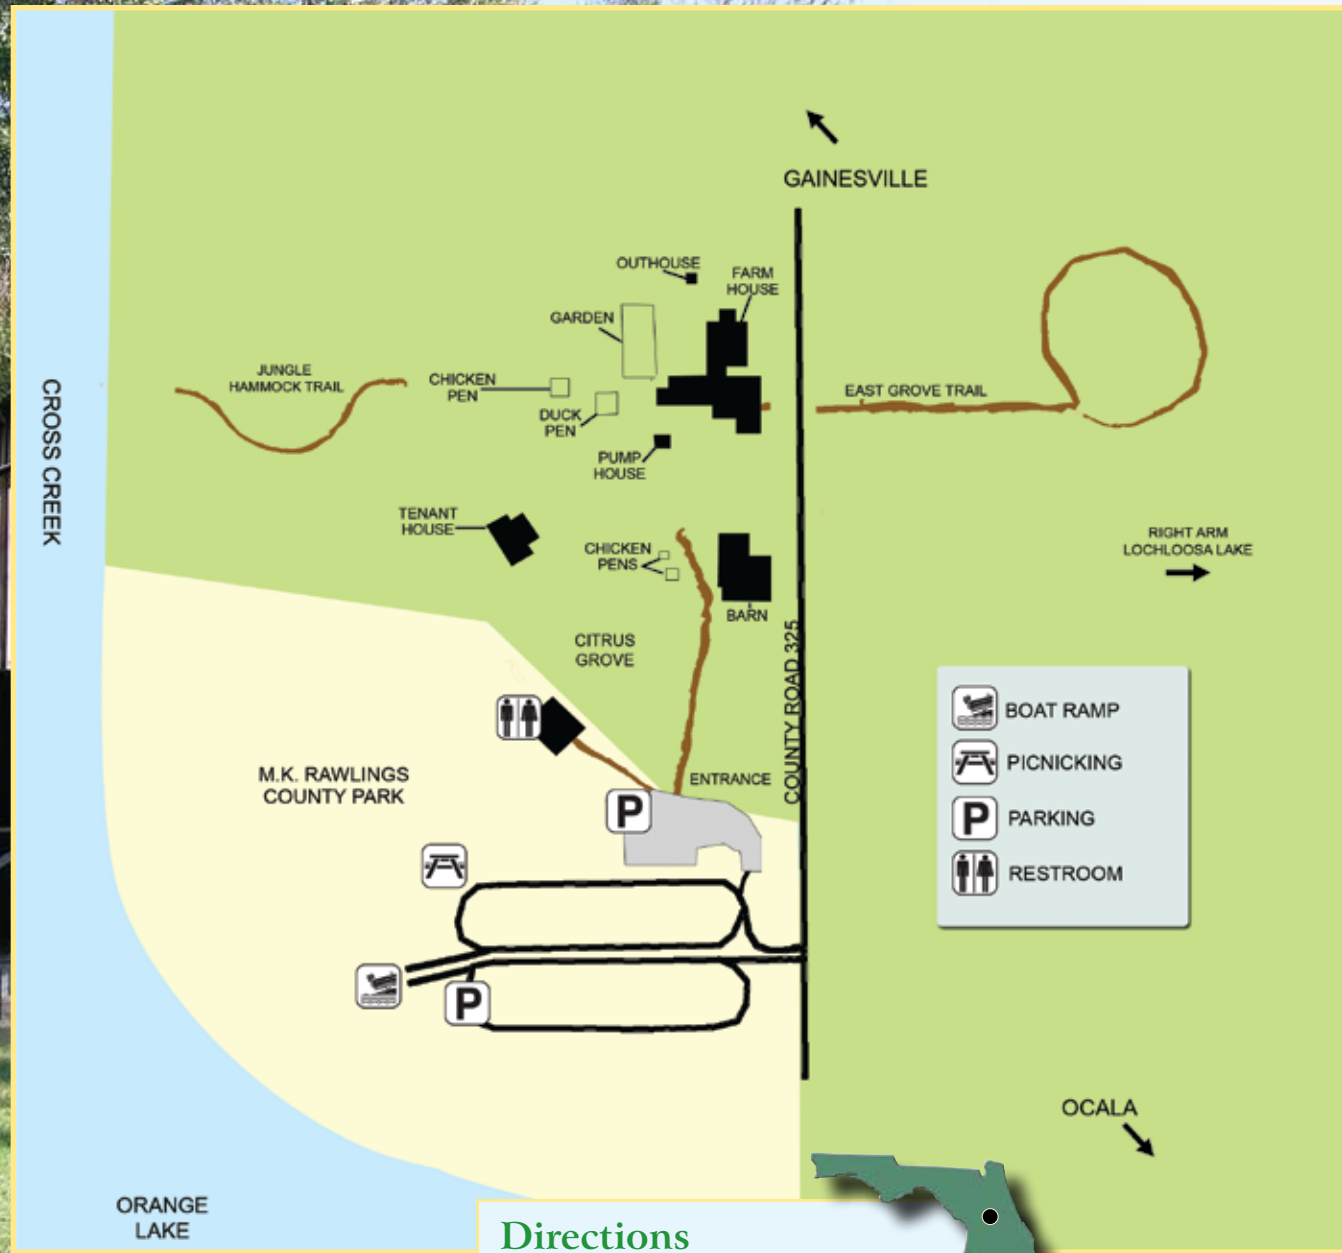 GAINESVILLE
OUTHOUSE
FARM
HOUSE
GARDEN
JUNGLE
HAMMOCK TRAIL
CHICKEN
PEN
DUCK
PEN
EAST GROVE TRAIL
PUMP
HOUSE
CROSS CREEK
TENANT
HOUSE
CHICKEN
PENS
BARN
RIGHT ARM
LOCHLOOSA LAKE
CITRUS
GROVE
COUNTY ROAD 325
M.K. RAWLINGS
COUNTY PARK
ENTRANCE
P
P
BOAT RAMP
PICNICKING
P PARKING
RESTROOM
OCALA
ORANGE
LAKE
Directions